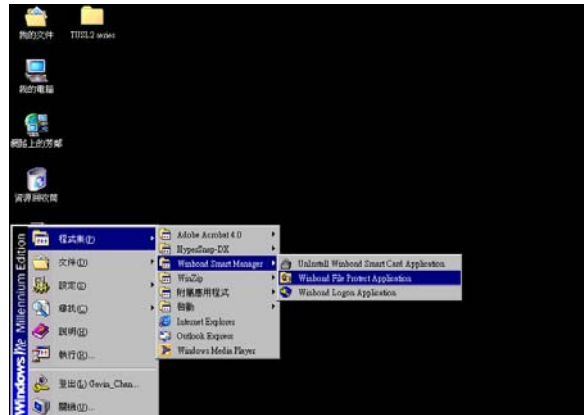 我的文件
TUSL2 series
我的電腦
網路上的芳鄰
資源回收筒
Windows Me Millennium Edition
程式集(P)
文件(D)
設定(S)
尋找(C)
說明(H)
執行(R)...
登出(L) Gavin_Chan...
關機(U)...
Adobe Acrobat 4.0
HyperSnap-DX
Winbond Smart Manager
WinZip
附屬應用程式
啟動
Internet Explorer
Outlook Express
Windows Media Player
UnInstall Winbond Smart Card Application
Winbond File Protect Application
Winbond Logon Application